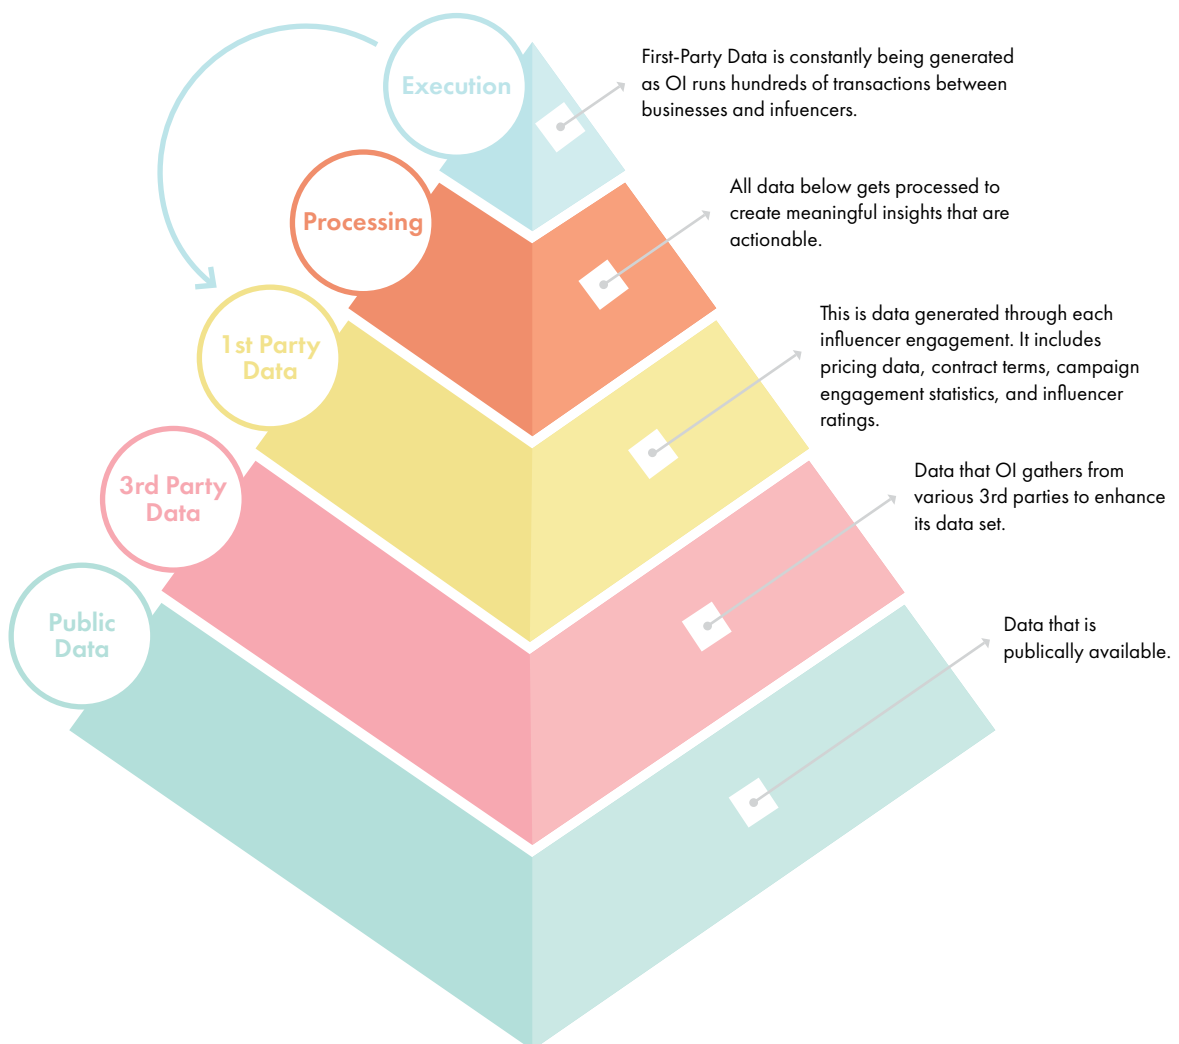 Execution
First-Party Data is constantly being generated
as OI runs hundreds of transactions between
businesses and infuencers.
Processing
All data below gets processed to
create meaningful insights that are
actionable.
1st Party
Data
This is data generated through each
influencer engagement. It includes
pricing data, contract terms, campaign
engagement statistics, and influencer
ratings.
3rd Party
Data
Data that OI gathers from
various 3rd parties to enhance
its data set.
Public
Data
Data that is
publically available.